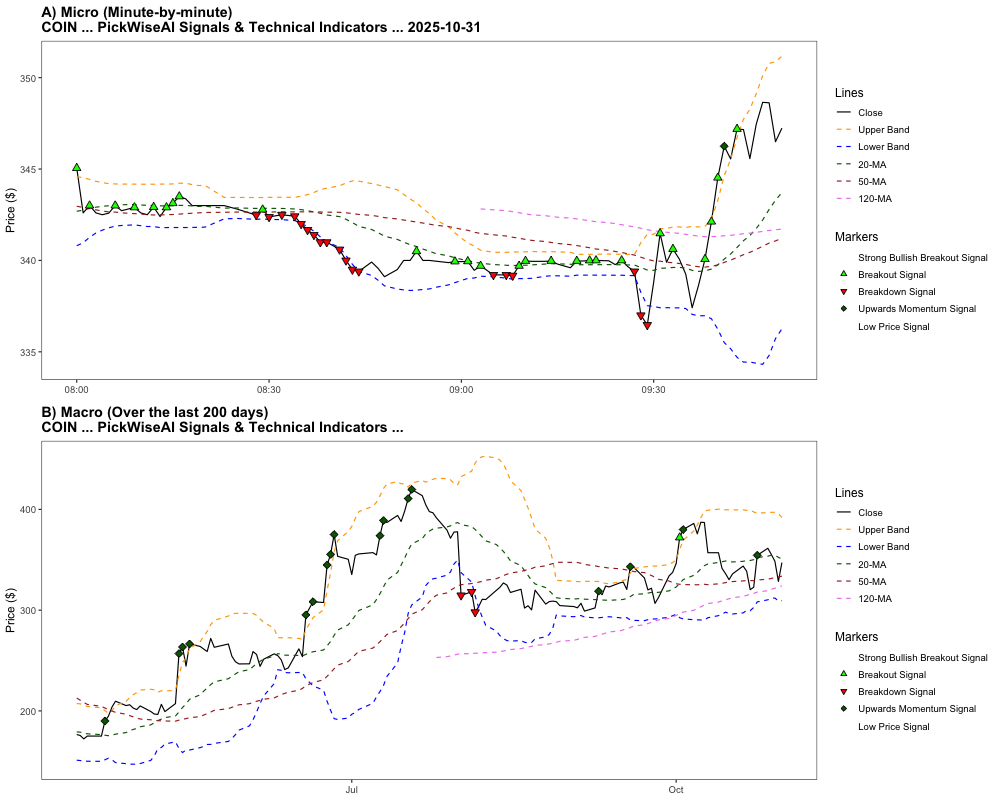 A) Micro (Minute-by-minute)
COIN ... PickWiseAI Signals & Technical Indicators ... 2025-10-31
Price ($)
350
345
340
335
08:00
08:30
09:00
09:30
Lines
Close
Upper Band
Lower Band
20-MA
50-MA
120-MA
Markers
Strong Bullish Breakout Signal
Breakout Signal
Breakdown Signal
Upwards Momentum Signal
Low Price Signal
B) Macro (Over the last 200 days)
COIN ... PickWiseAI Signals & Technical Indicators ...
Price ($)
400
300
200
Jul
Oct
Lines
Close
Upper Band
Lower Band
20-MA
50-MA
120-MA
Markers
Strong Bullish Breakout Signal
Breakout Signal
Breakdown Signal
Upwards Momentum Signal
Low Price Signal